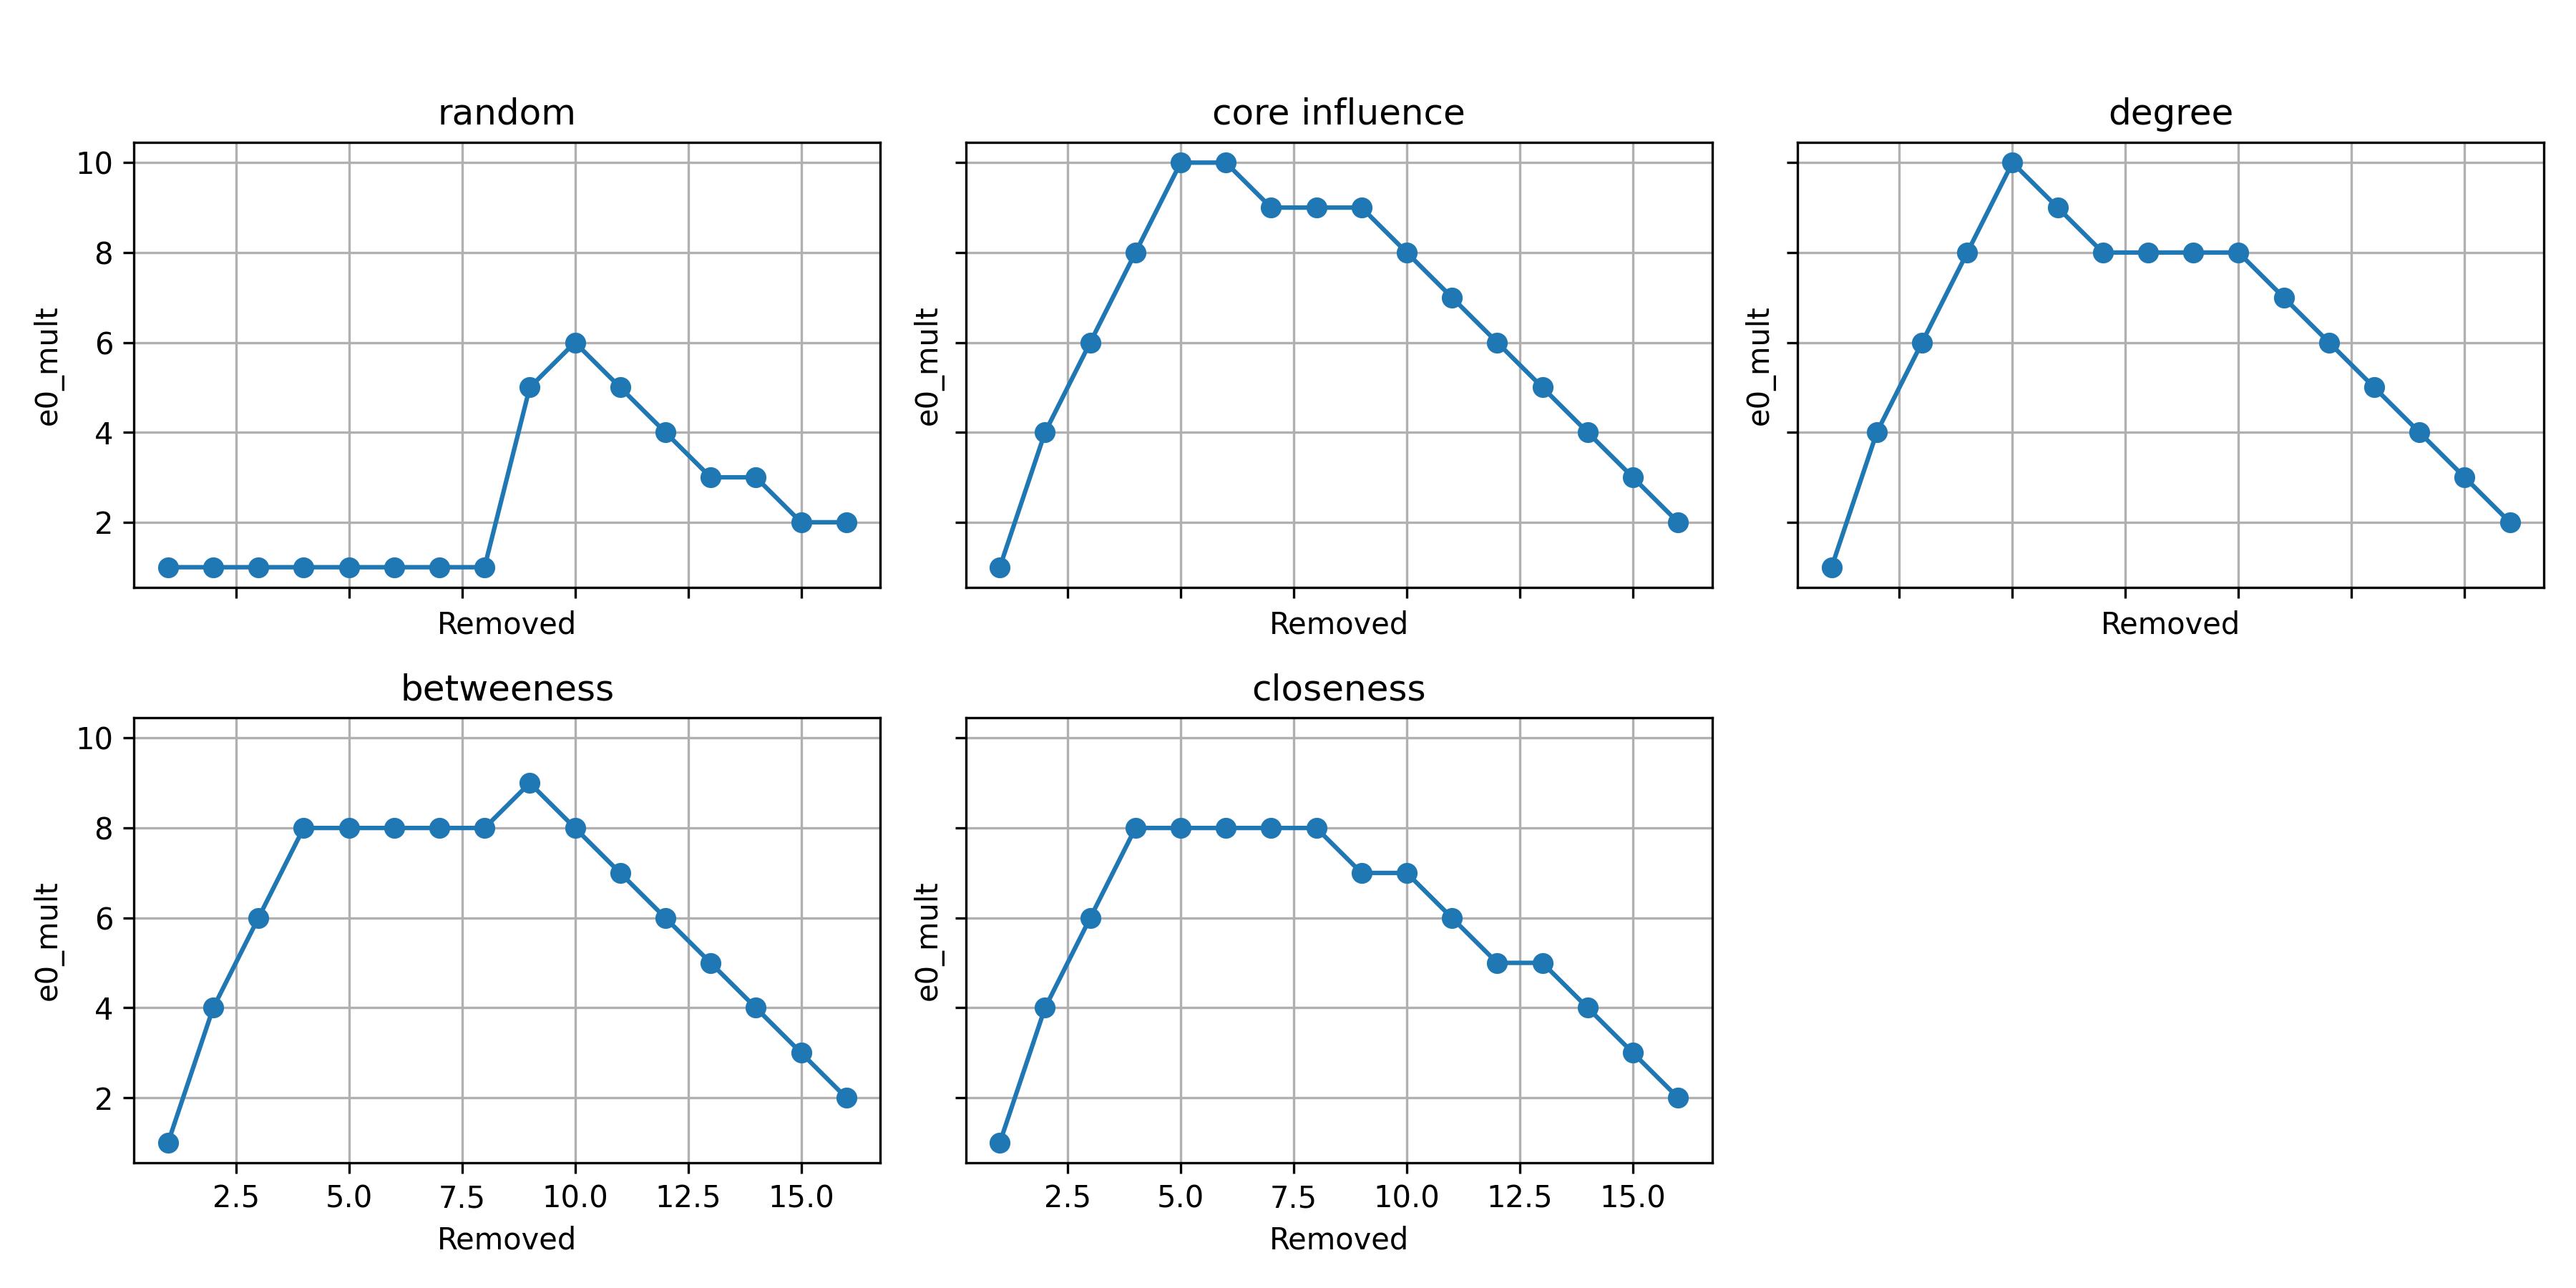 random
10
8
6
4
2
e0_mult
Removed
core influence
e0_mult
Removed
degree
e0_mult
Removed
betweeness
10
8
6
4
2
e0_mult
2.5 5.0 7.5 10.0 12.5 15.0
Removed
closeness
e0_mult
2.5 5.0 7.5 10.0 12.5 15.0
Removed